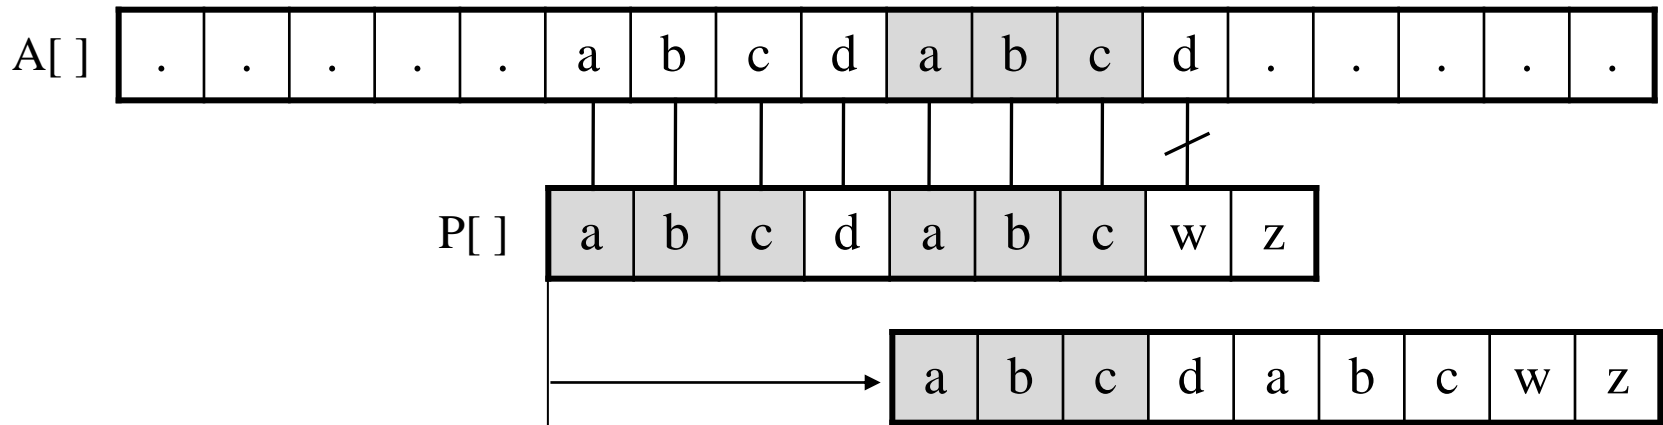 A[ ] . . . . . a b c d a b c d . . . . .
P[ ] a b c d a b c w z
a b c d a b c w z